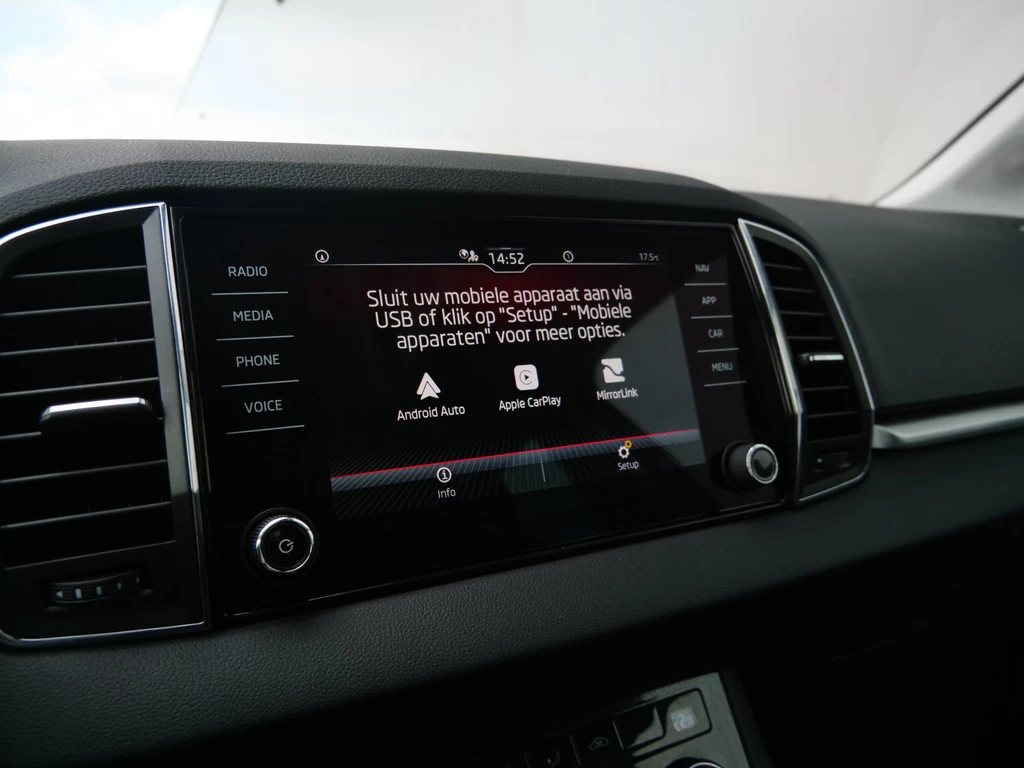 RADIO
MEDIA
PHONE
VOICE
14:52
17.5°C
Sluit uw mobiele apparaat aan via
USB of klik op "Setup" - "Mobiele
apparaten" voor meer opties.
Android Auto
Apple CarPlay
MirrorLink
Info
Setup
NAV
APP
CAR
MENU